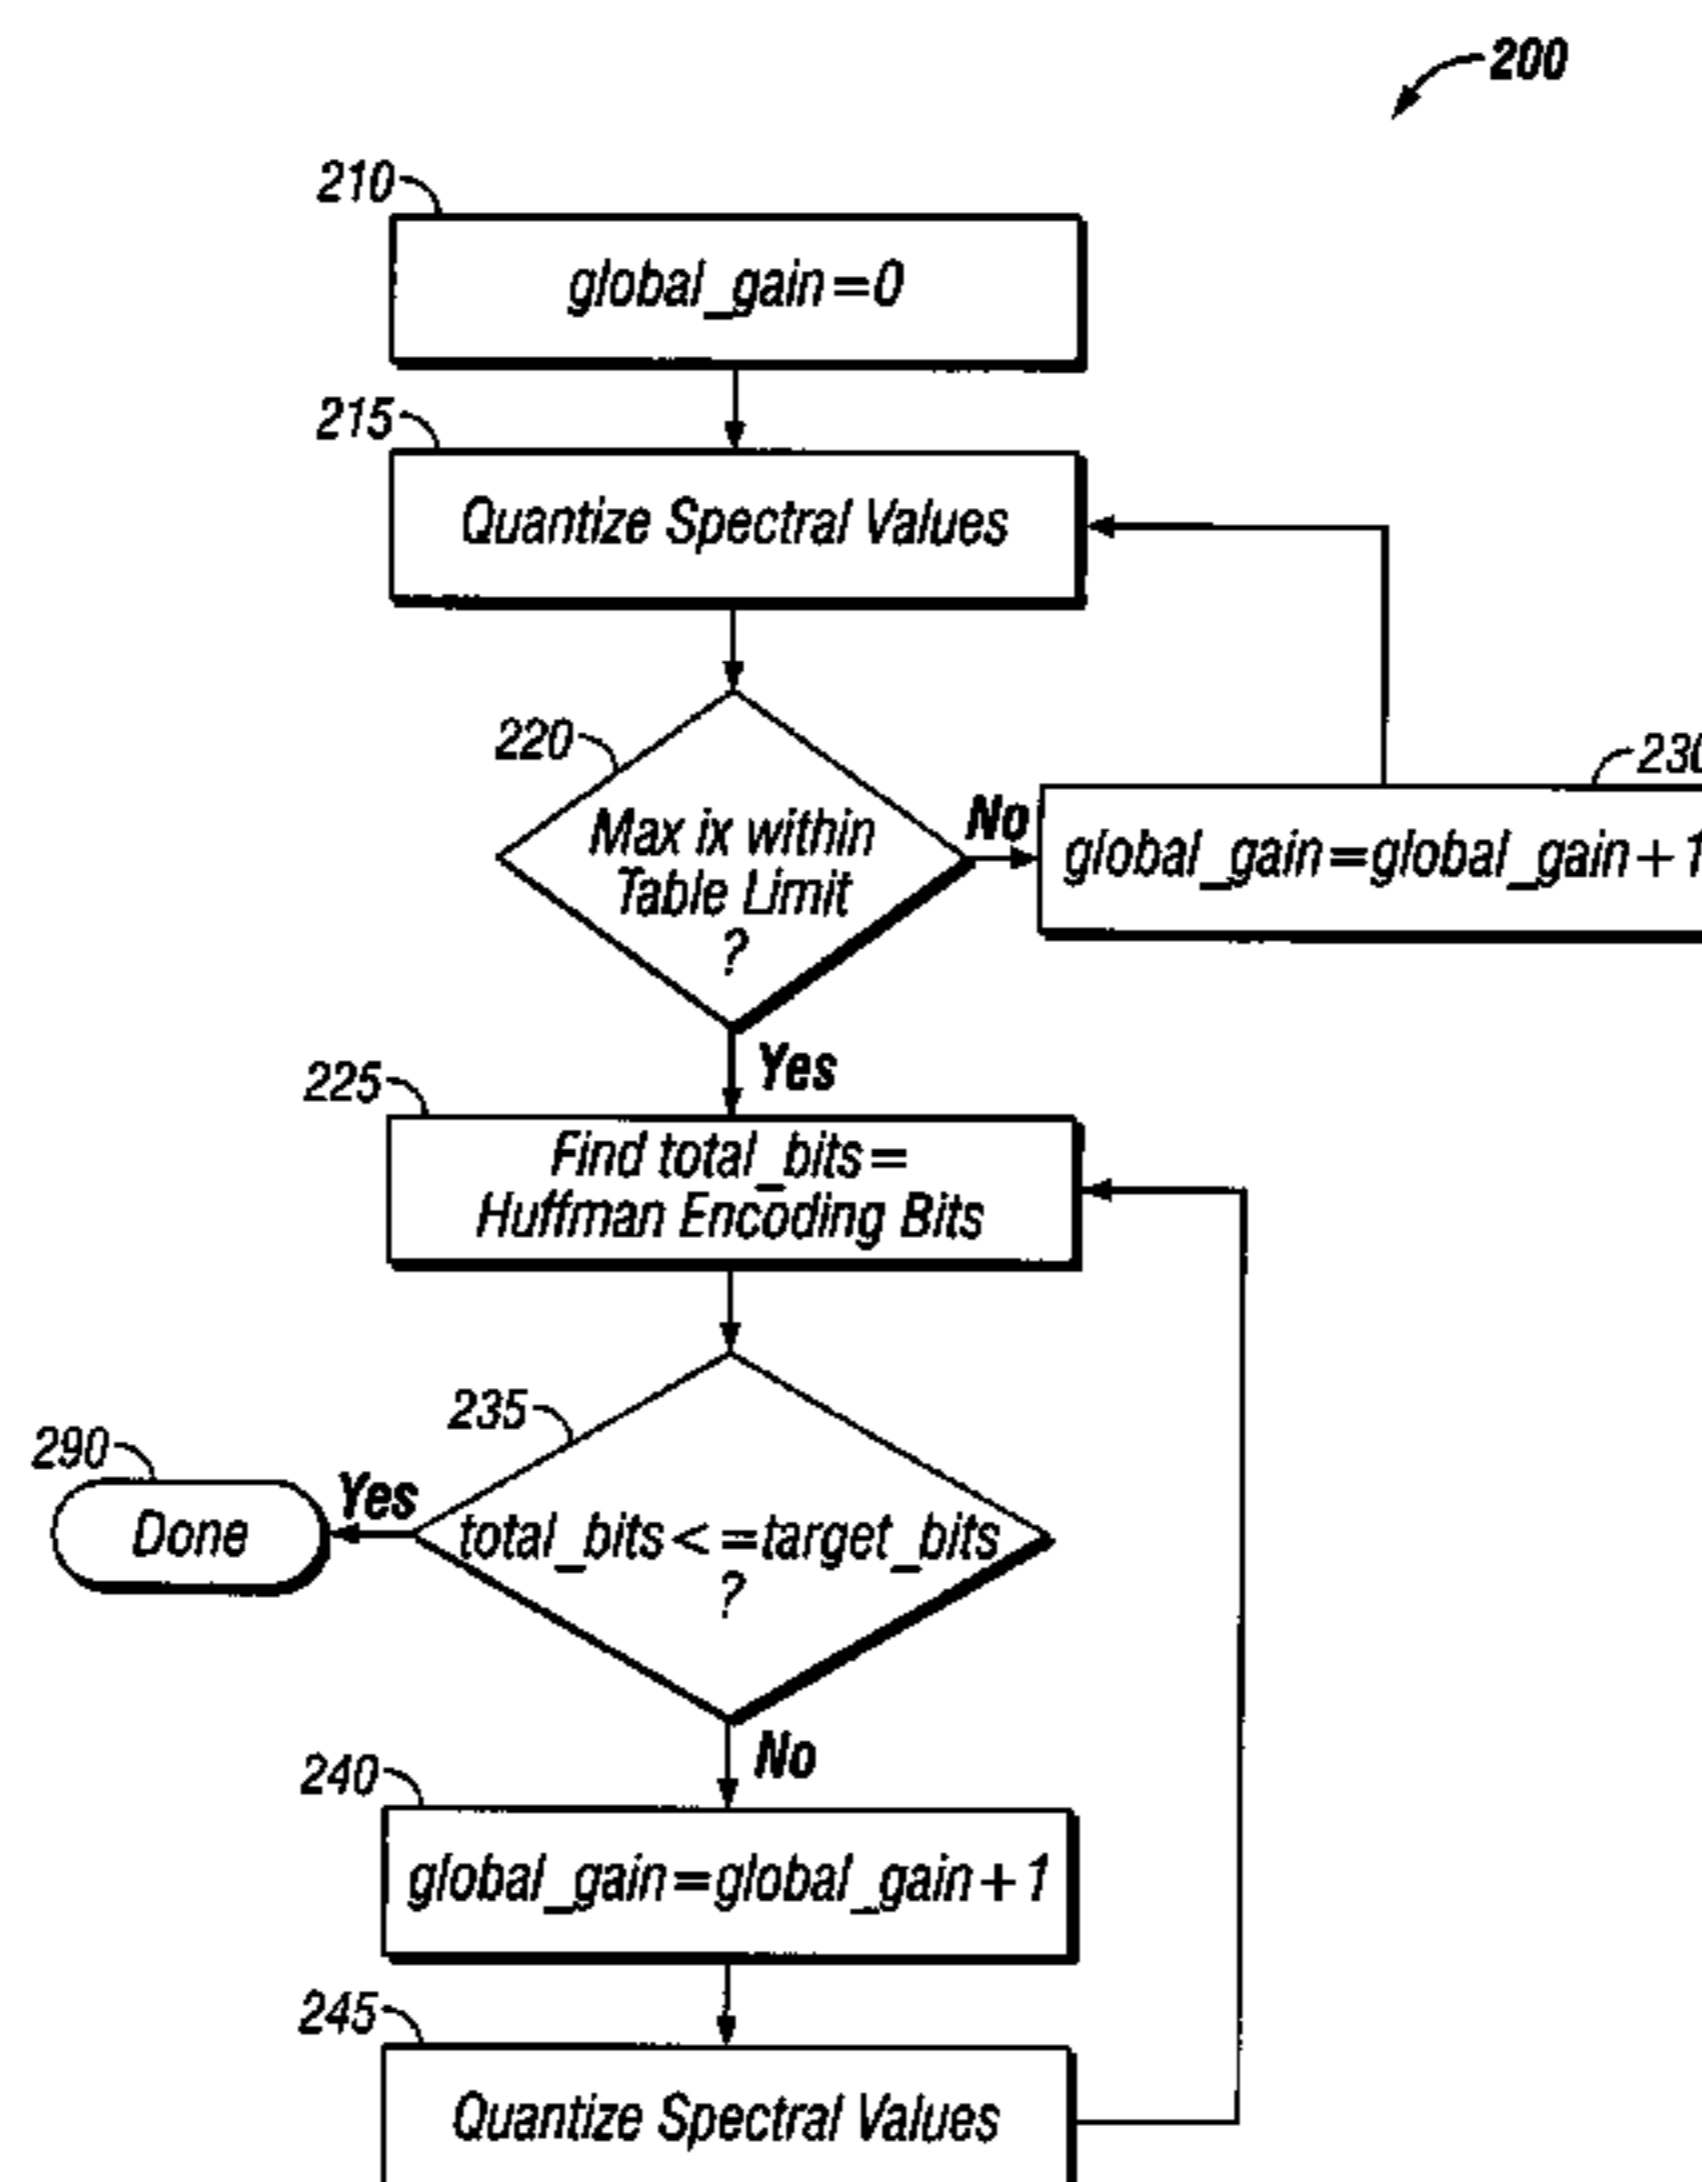 200
210
global_gain=0
215
Quantize Spectral Values
220
Max ix within
Table Limit
?
No
230
global_gain=global_gain+1
Yes
225
Find total_bits=
Huffman Encoding Bits
235
290
Done
Yes
total_bits<=target_bits
?
No
240
global_gain=global_gain+1
245
Quantize Spectral Values